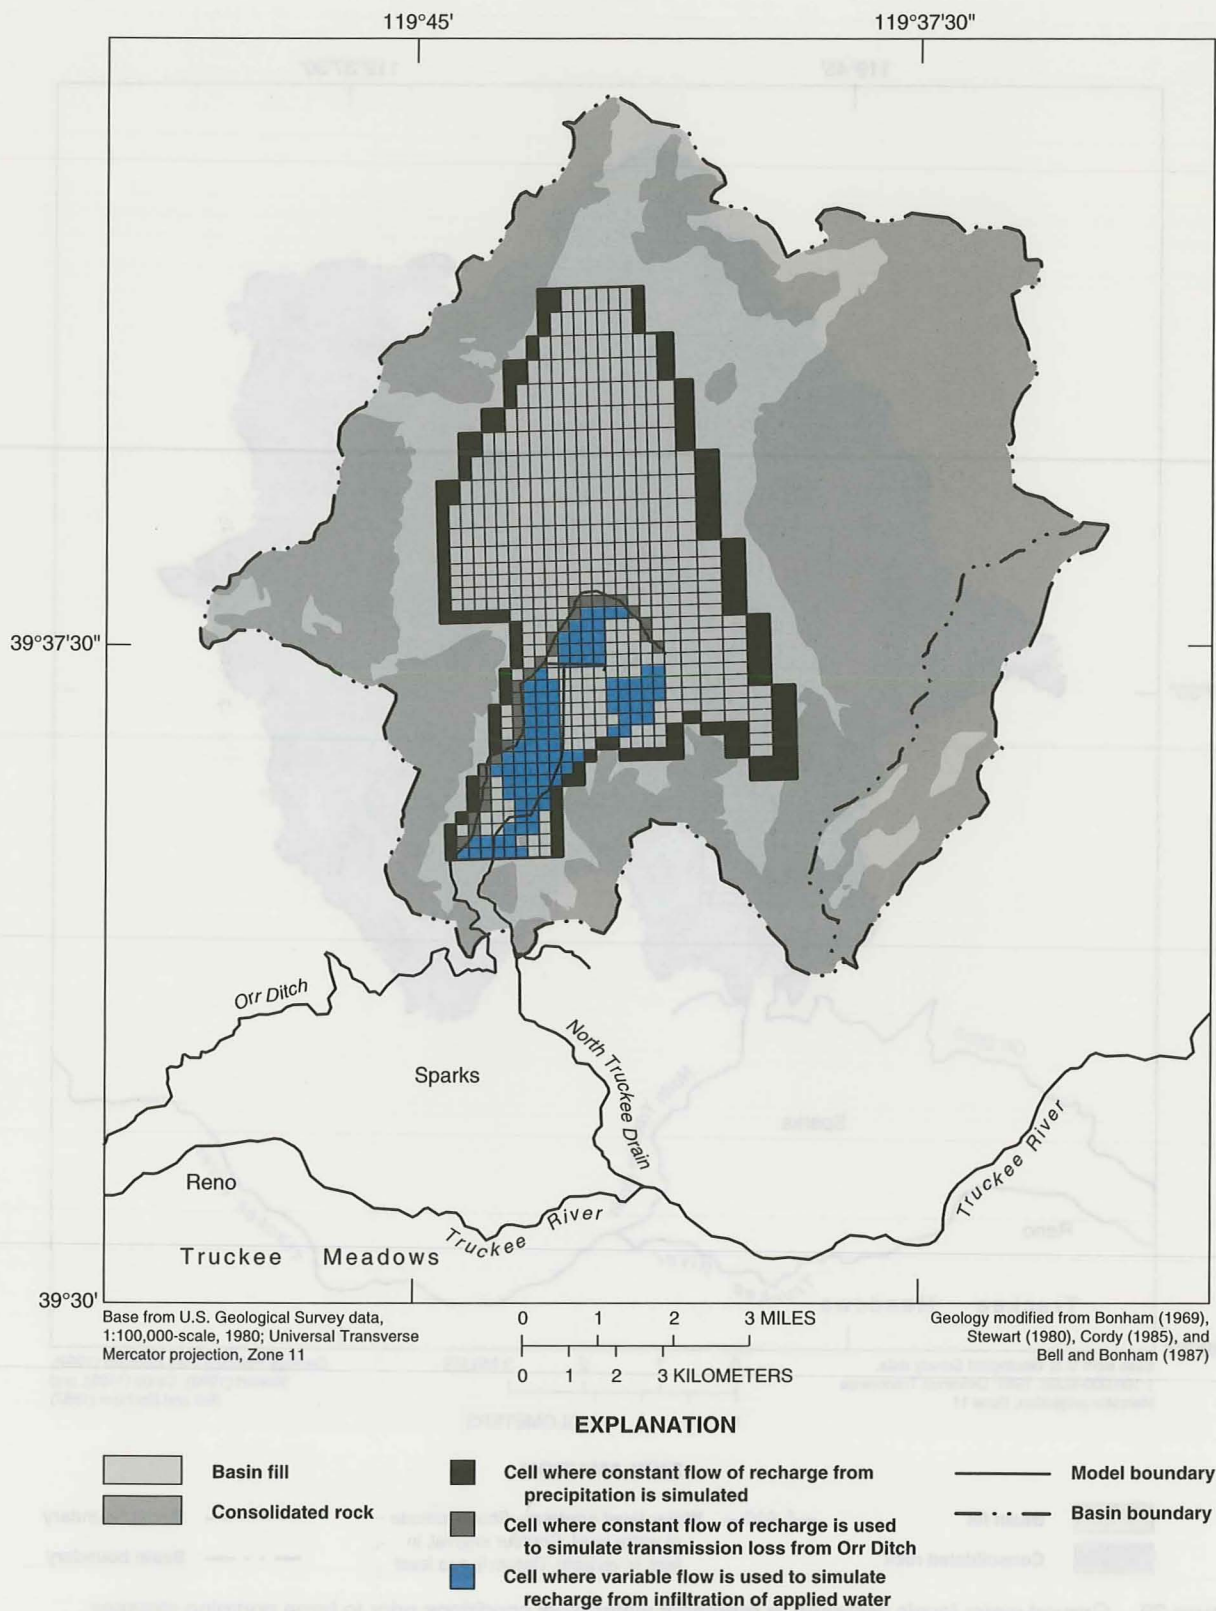 119°45'
119°37'30"
39°37'30"
Orr Ditch
North Truckee Drain
Sparks
Truckee River
Reno
Truckee River
Truckee Meadows
39°30'
Base from U.S. Geological Survey data,
1:100,000-scale, 1980; Universal Transverse
Mercator projection, Zone 11
0 1 2 3 MILES
0 1 2 3 KILOMETERS
Geology modified from Bonham (1969),
Stewart (1980), Cordy (1985), and
Bell and Bonham (1987)
EXPLANATION
Basin fill
Consolidated rock
Cell where constant flow of recharge from
precipitation is simulated
Cell where constant flow of recharge is used
to simulate transmission loss from Orr Ditch
Cell where variable flow is used to simulate
recharge from infiltration of applied water
Model boundary
Basin boundary